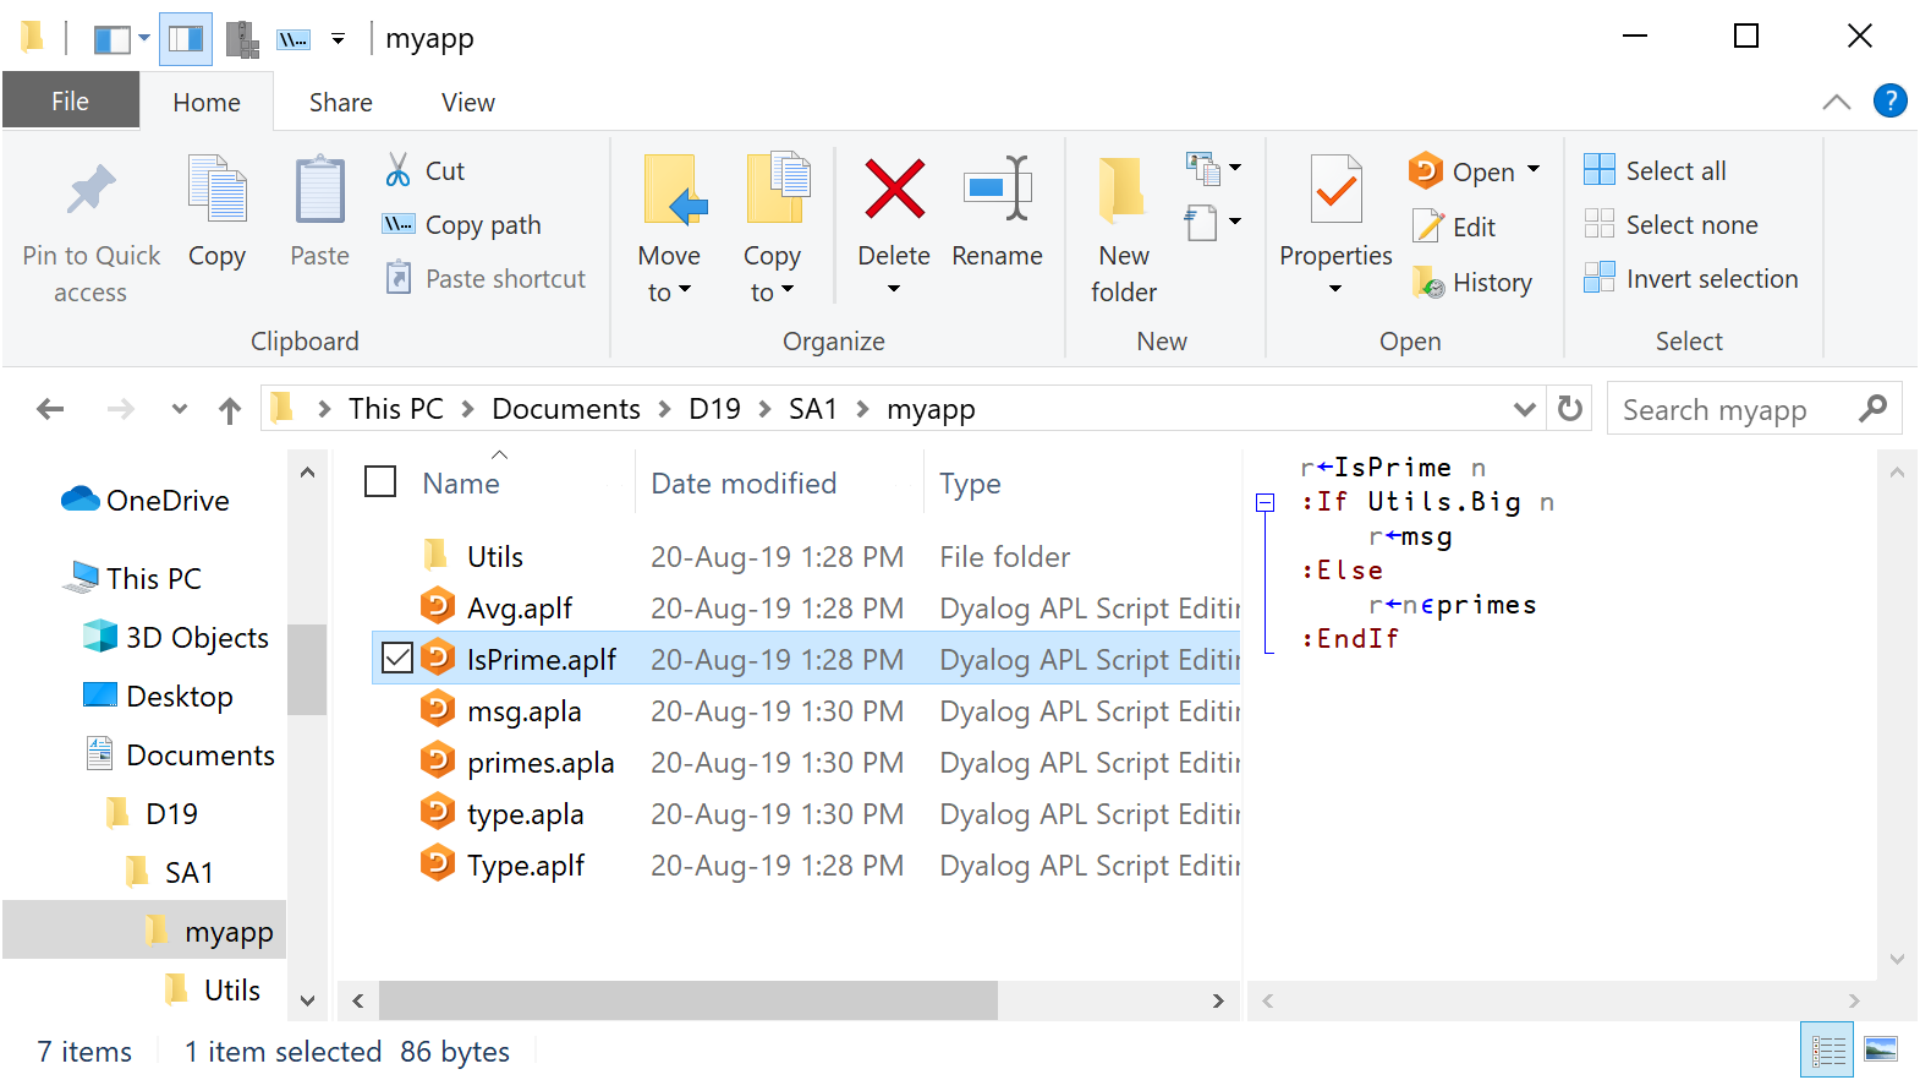 myapp
File Home Share View
Pin to Quick access
Copy
Paste
Cut
Copy path
Paste shortcut
Clipboard
Move to
Copy to
Delete
Rename
Organize
New folder
New
Properties
Open
Edit
History
Open
Select all
Select none
Invert selection
Select
This PC Documents D19 SA1 myapp
Search myapp
OneDrive
This PC
3D Objects
Desktop
Documents
D19
SA1
myapp
Utils
Name Date modified Type
Utils 20-Aug-19 1:28 PM File folder
Avg.aplf 20-Aug-19 1:28 PM Dyalog APL Script Editin
IsPrime.aplf 20-Aug-19 1:28 PM Dyalog APL Script Editin
msg.apla 20-Aug-19 1:30 PM Dyalog APL Script Editin
primes.apla 20-Aug-19 1:30 PM Dyalog APL Script Editin
type.apla 20-Aug-19 1:30 PM Dyalog APL Script Editin
Type.aplf 20-Aug-19 1:28 PM Dyalog APL Script Editin
r←IsPrime n
:If Utils.Big n
r←msg
:Else
r←n∊primes
:EndIf
7 items 1 item selected 86 bytes